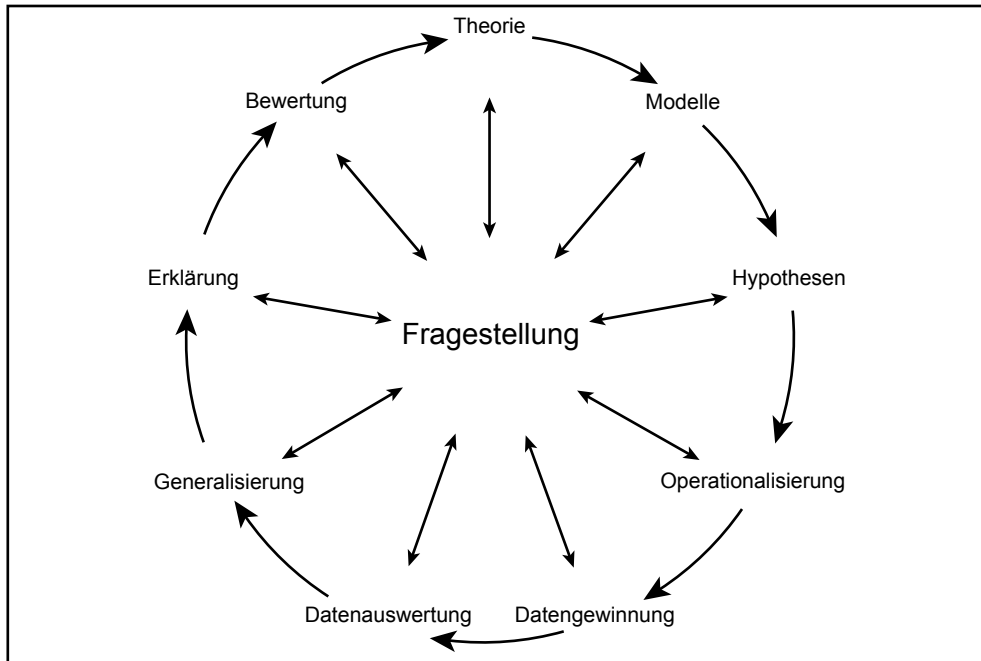 Theorie
Bewertung
Modelle
Erklärung
Hypothesen
Fragestellung
Generalisierung
Operationalisierung
Datenauswertung
Datengewinnung